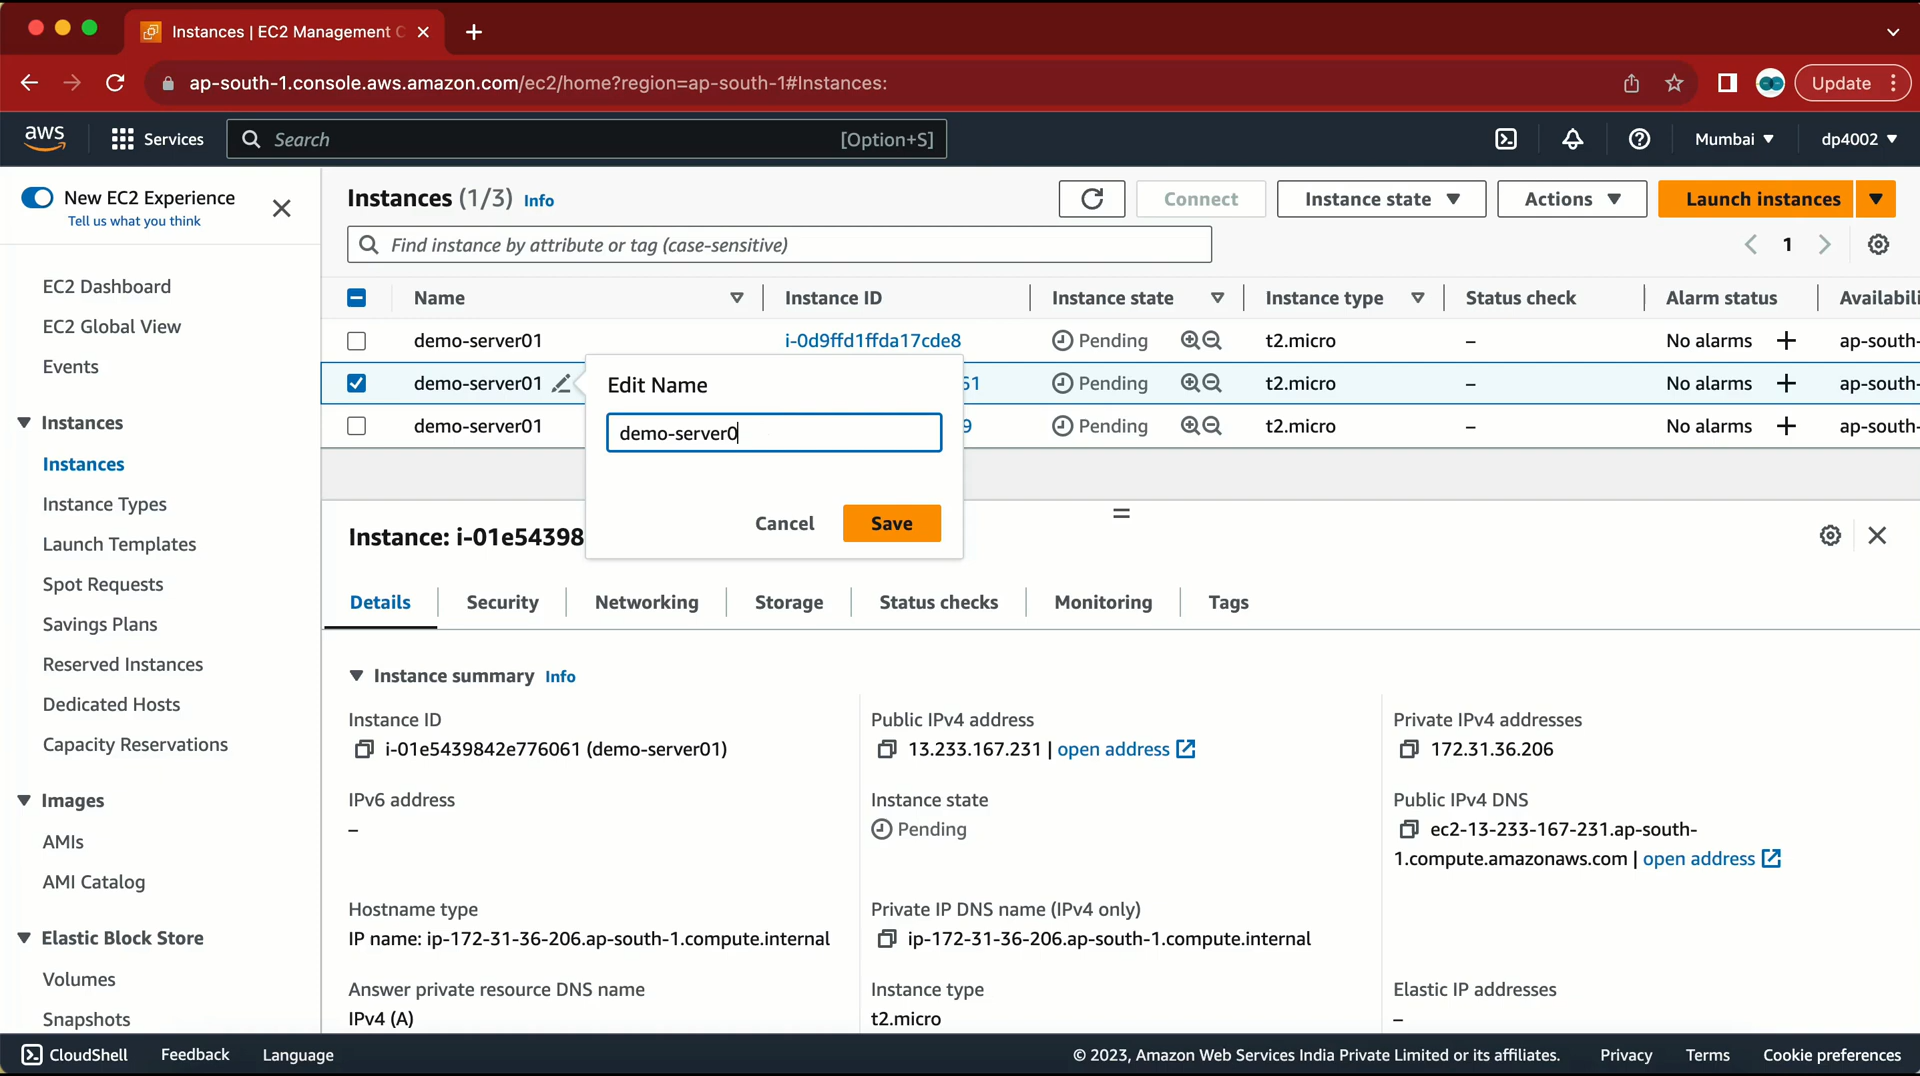 Instances | EC2 Management C
ap-south-1.console.aws.amazon.com/ec2/home?region=ap-south-1#Instances:
Update
aws
Services
Search
[Option+S]
Mumbai
dp4002
New EC2 Experience
Tell us what you think
EC2 Dashboard
EC2 Global View
Events
Instances
Instances
Instance Types
Launch Templates
Spot Requests
Savings Plans
Reserved Instances
Dedicated Hosts
Capacity Reservations
Images
AMIs
AMI Catalog
Elastic Block Store
Volumes
Snapshots
Instances (1/3) Info
Connect
Instance state
Actions
Launch instances
Find instance by attribute or tag (case-sensitive)
1
Name Instance ID Instance state Instance type Status check Alarm status Availabili
demo-server01 i-0d9ffd1ffda17cde8 Pending t2.micro – No alarms + ap-south-
demo-server01 61 Pending t2.micro – No alarms + ap-south-
demo-server01 9 Pending t2.micro – No alarms + ap-south-
Edit Name
demo-server0
Cancel
Save
Instance: i-01e54398
Details Security Networking Storage Status checks Monitoring Tags
Instance summary Info
Instance ID
i-01e5439842e776061 (demo-server01)
Public IPv4 address
13.233.167.231 | open address
Private IPv4 addresses
172.31.36.206
IPv6 address
–
Instance state
Pending
Public IPv4 DNS
ec2-13-233-167-231.ap-south-
1.compute.amazonaws.com | open address
Hostname type
IP name: ip-172-31-36-206.ap-south-1.compute.internal
Private IP DNS name (IPv4 only)
ip-172-31-36-206.ap-south-1.compute.internal
Answer private resource DNS name
IPv4 (A)
Instance type
t2.micro
Elastic IP addresses
–
CloudShell Feedback Language
© 2023, Amazon Web Services India Private Limited or its affiliates. Privacy Terms Cookie preferences